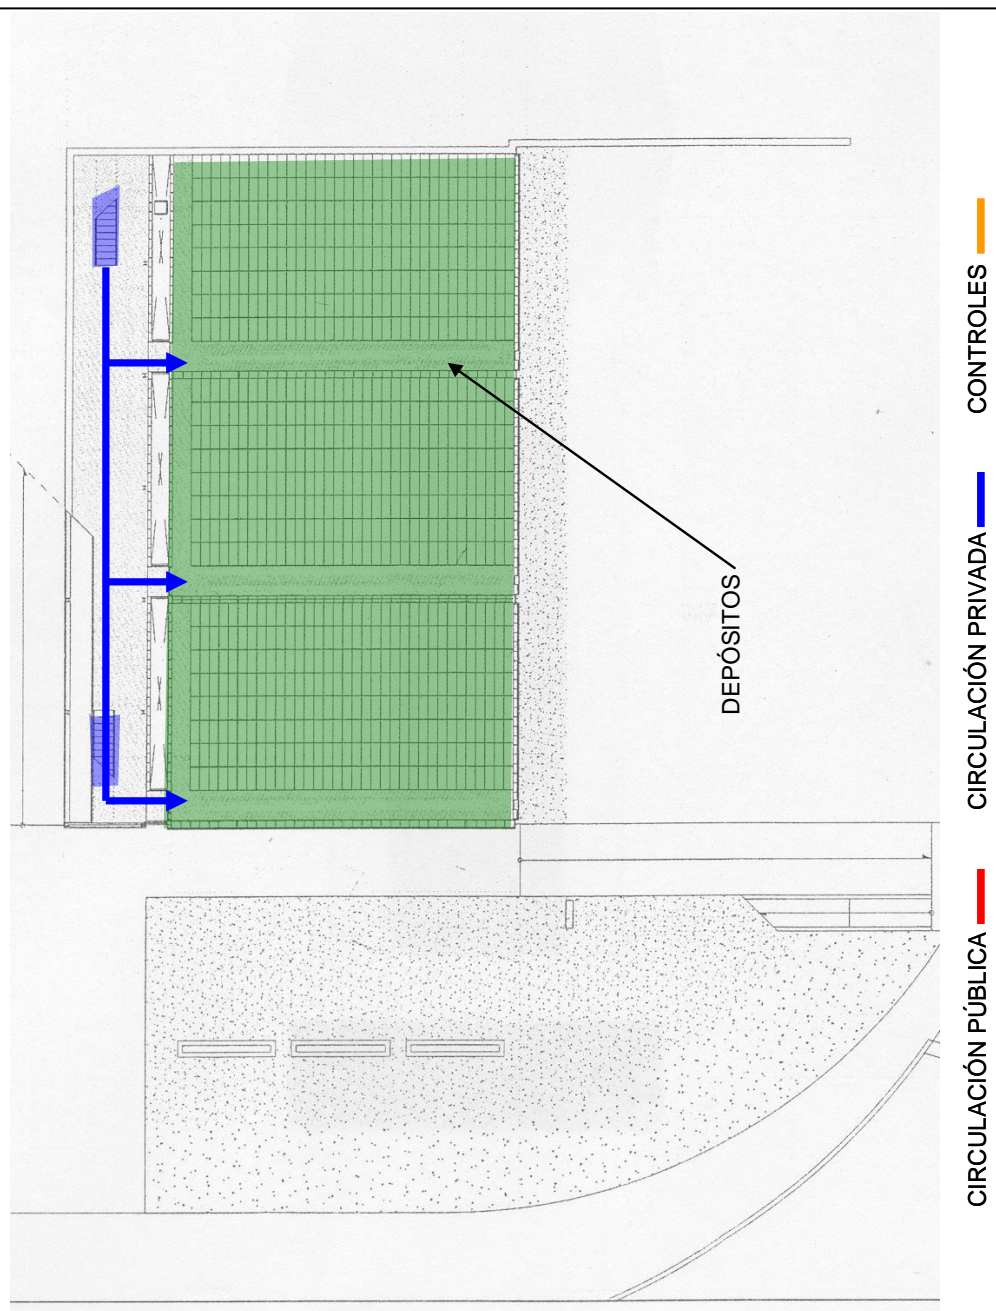 DEPÓSITOS
CIRCULACIÓN PÚBLICA
CIRCULACIÓN PRIVADA
CONTROLES